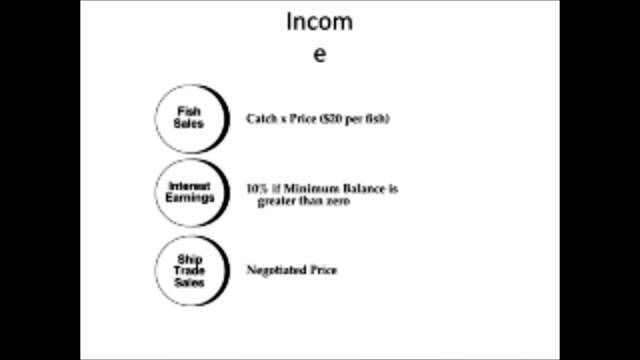 Incom
e
Fish
Sales
Catch x Price ($20 per fish)
Interest
Earnings
10% if Minimum Balance is
greater than zero
Ship
Trade
Sales
Negotiated Price